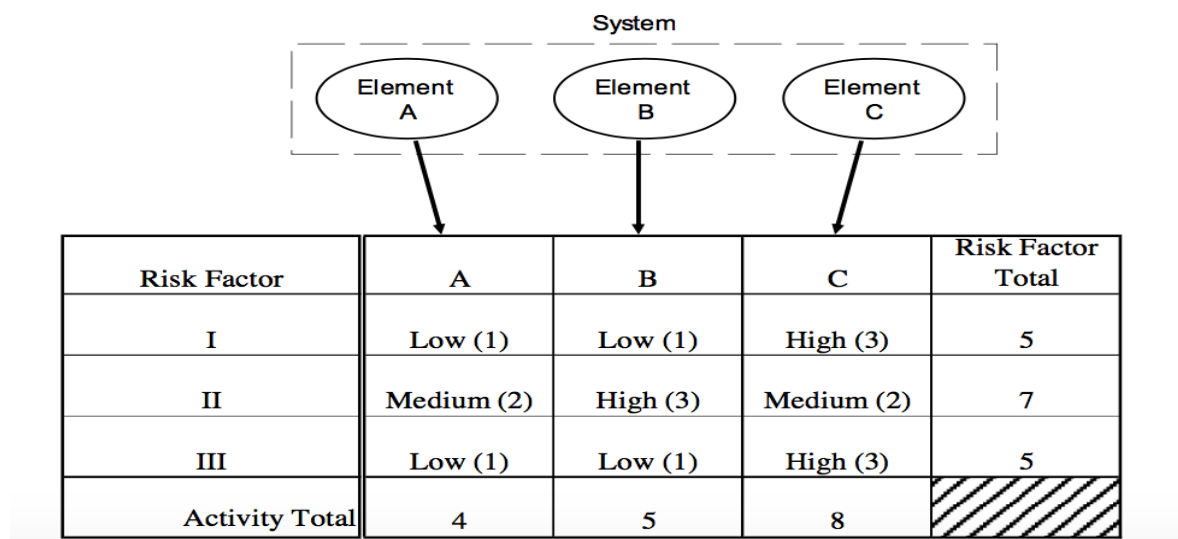 System
Element
A
Element
B
Element
C
Risk Factor
A
B
C
Risk Factor
Total
I
Low (1)
Low (1)
High (3)
5
II
Medium (2)
High (3)
Medium (2)
7
III
Low (1)
Low (1)
High (3)
5
Activity Total
4
5
8